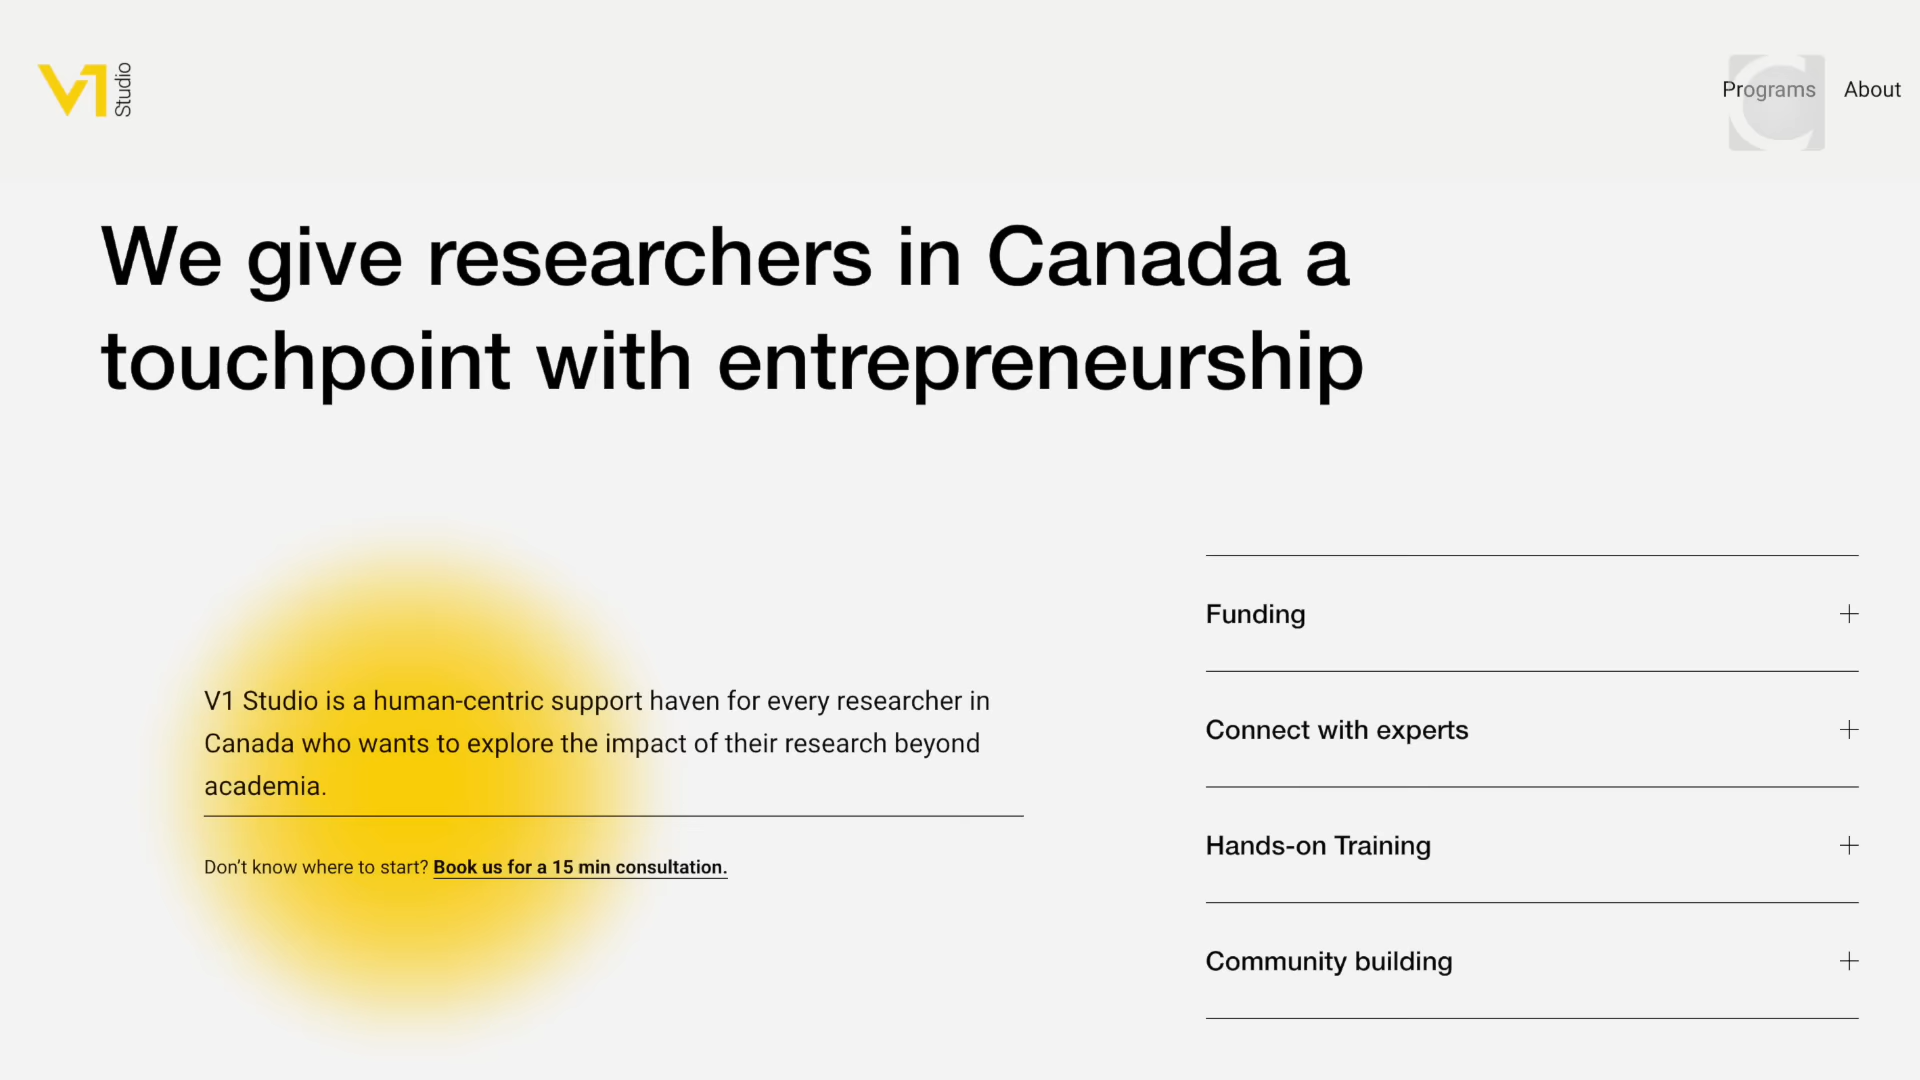 V1 Studio
Programs About
We give researchers in Canada a
touchpoint with entrepreneurship
V1 Studio is a human-centric support haven for every researcher in
Canada who wants to explore the impact of their research beyond
academia.
Don't know where to start? Book us for a 15 min consultation.
Funding
Connect with experts
Hands-on Training
Community building